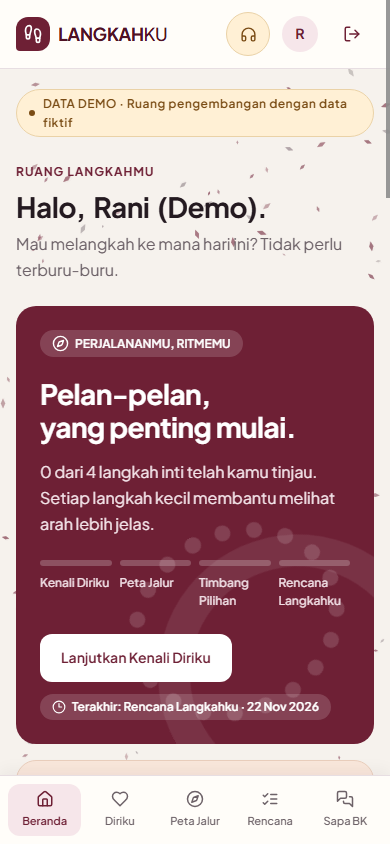 LANGKAHKU
R
DATA DEMO · Ruang pengembangan dengan data
fiktif
RUANG LANGKAHMU
Halo, Rani (Demo).
Mau melangkah ke mana hari ini? Tidak perlu
terburu-buru.
PERJALANANMU, RITMEMU
Pelan-pelan,
yang penting mulai.
0 dari 4 langkah inti telah kamu tinjau.
Setiap langkah kecil membantu melihat
arah lebih jelas.
Kenali Diriku
Peta Jalur
Timbang
Pilihan
Rencana
Langkahku
Lanjutkan Kenali Diriku
Terakhir: Rencana Langkahku · 22 Nov 2026
Beranda
Diriku
Peta Jalur
Rencana
Sapa BK